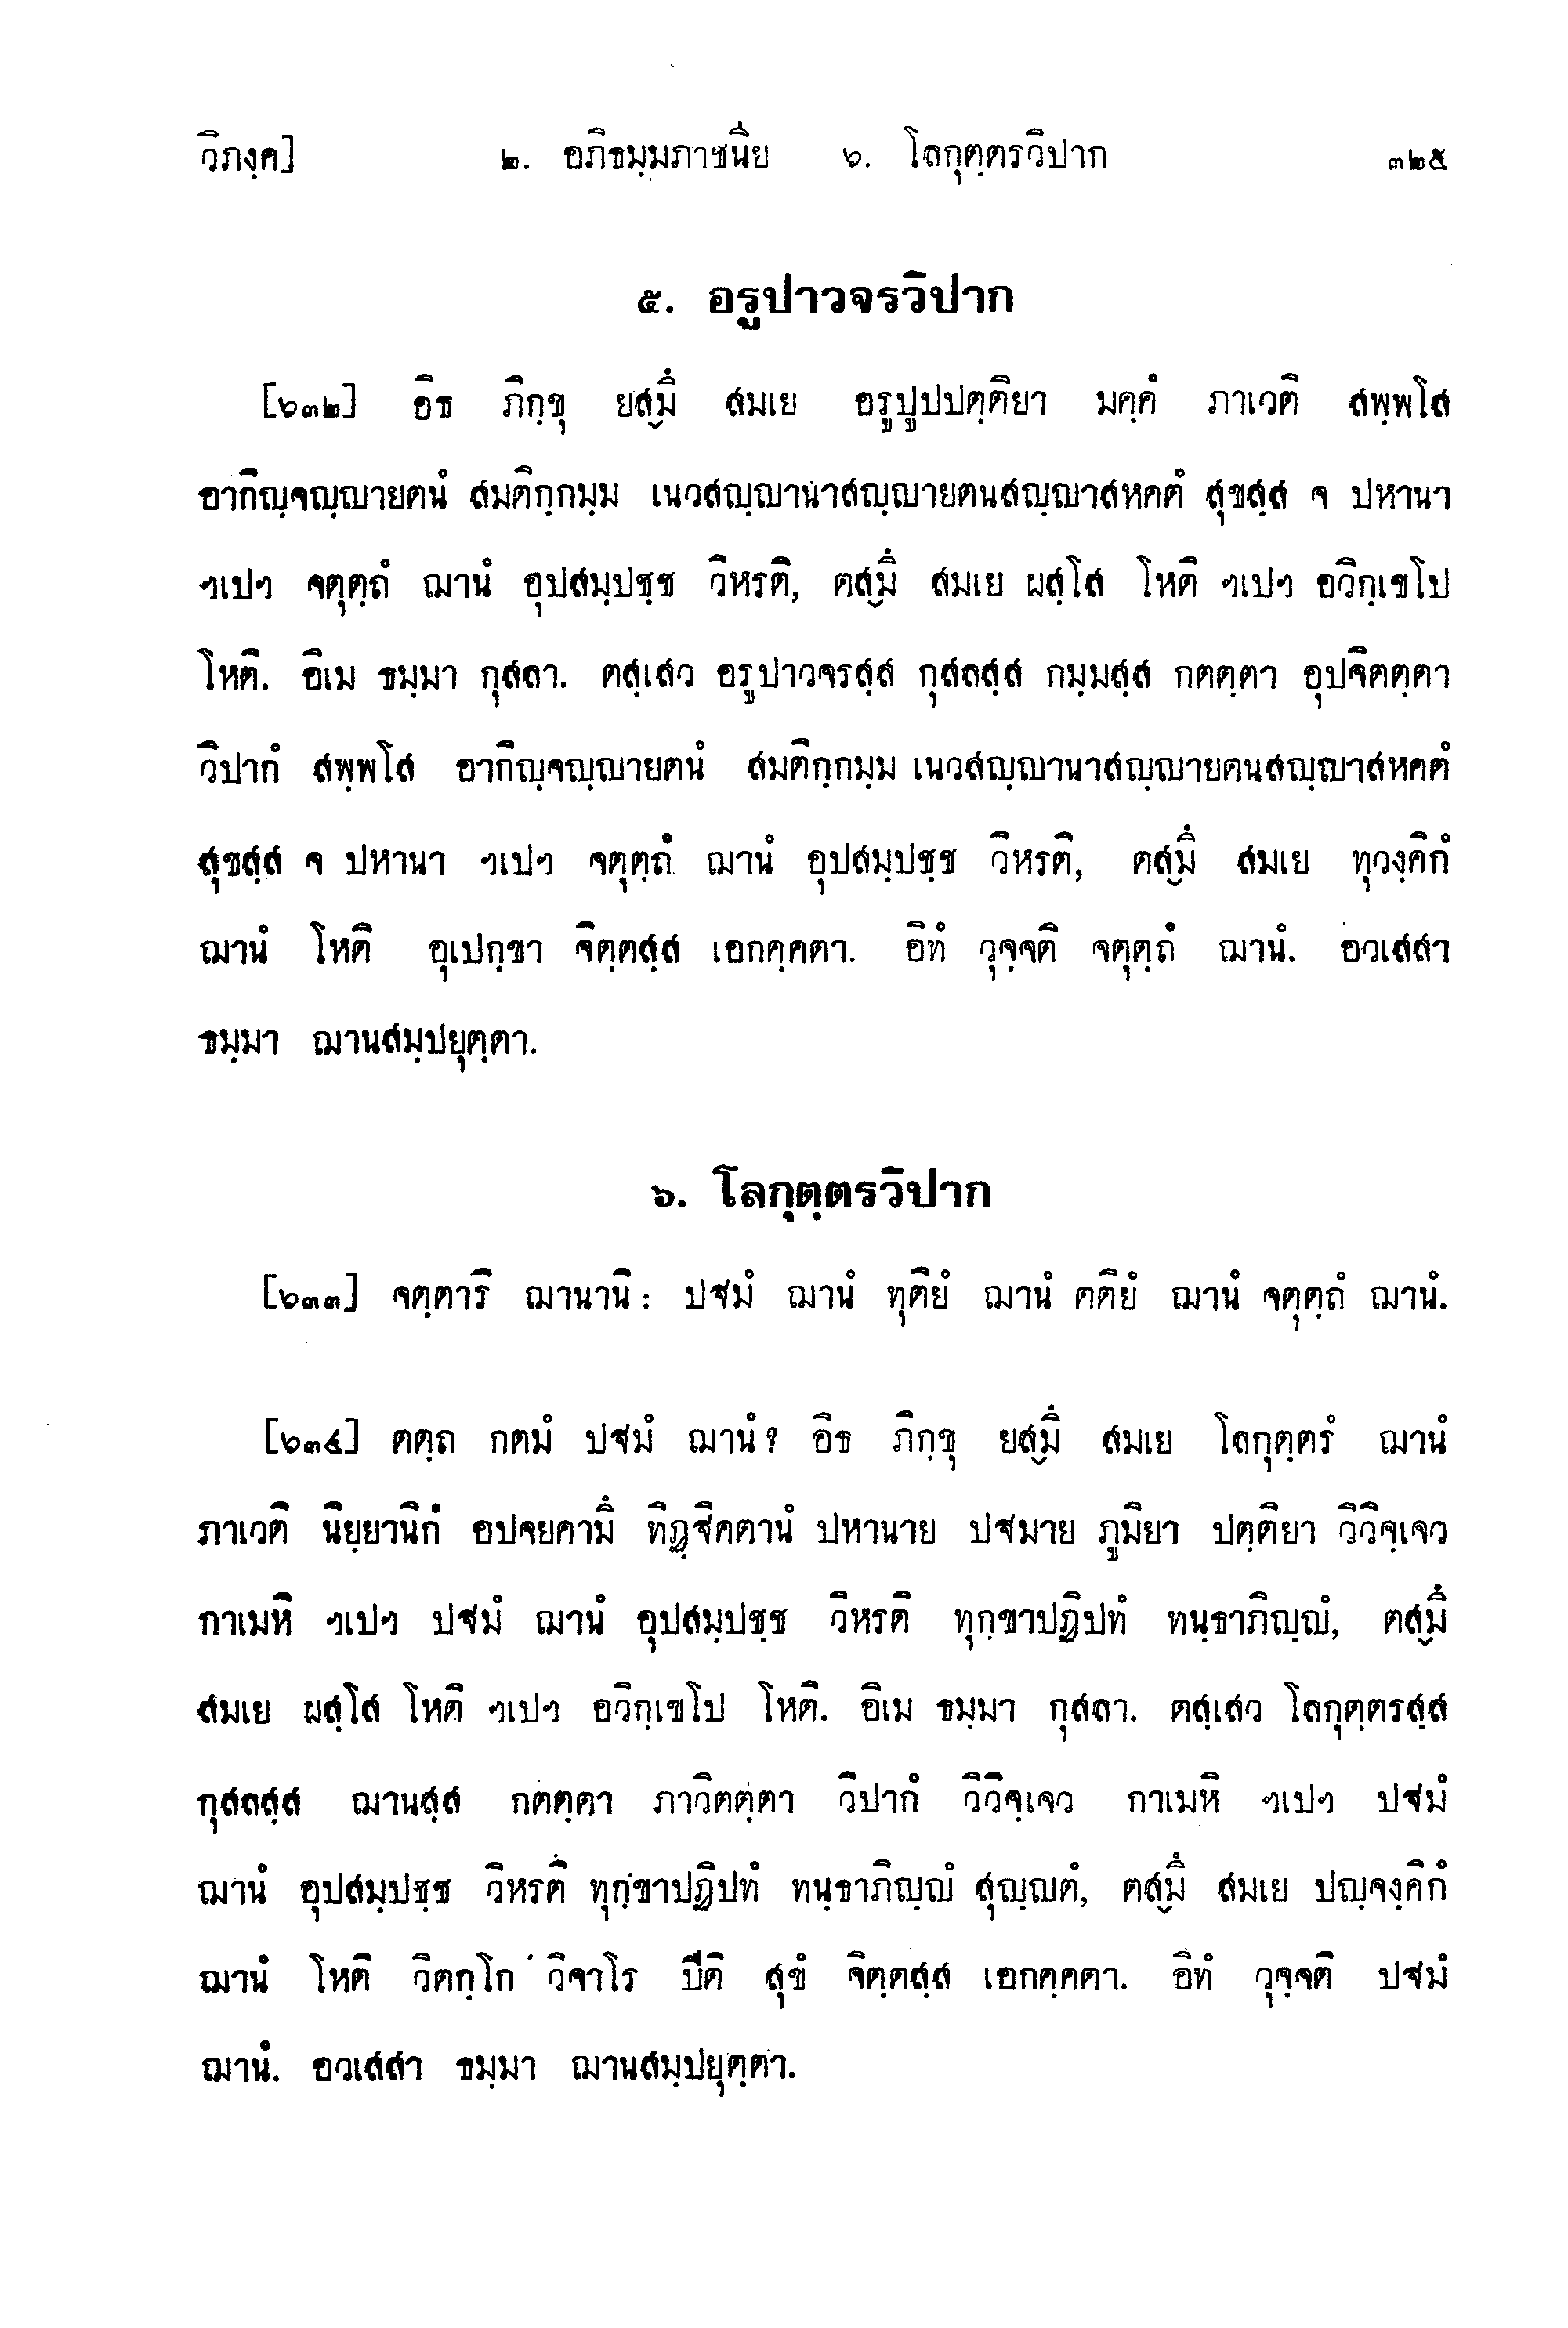 วิภงฺค]  ๒. อภิธมฺมภาชนีย  ๖. โลกุตฺตรวิปาก  ๓๒๕
๕. อรูปาวจรวิปาก
[๖๓๒] อิธ ภิกฺขุ ยสฺมึ สมเย อรูปูปปตฺติยา มคฺคํ ภาเวติ สพฺพโส
อากิญฺจญฺญายตนํ สมติกฺกมฺม เนวสญฺญานาสญฺญายตนสญฺญาสหคตํ สุขสฺส จ ปหานา
ฯเปฯ จตุตฺถํ ฌานํ อุปสมฺปชฺช วิหรติ, ตสฺมึ สมเย ผสฺโส โหติ ฯเปฯ อวิกฺเขโป
โหติ. อิเม ธมฺมา กุสลา. ตสฺเสว อรูปาวจรสฺส กุสลสฺส กมฺมสฺส กตตฺตา อุปจิตตฺตา
วิปากํ สพฺพโส อากิญฺจญฺญายตนํ สมติกฺกมฺม เนวสญฺญานาสญฺญายตนสญฺญาสหคตํ
สุขสฺส จ ปหานา ฯเปฯ จตุตฺถํ ฌานํ อุปสมฺปชฺช วิหรติ, ตสฺมึ สมเย ทุวงฺคิกํ
ฌานํ โหติ อุเปกฺขา จิตฺตสฺส เอกคฺคตา. อิทํ วุจฺจติ จตุตฺถํ ฌานํ. อวเสสา
ธมฺมา ฌานสมฺปยุตฺตา.
๖. โลกุตฺตรวิปาก
[๖๓๓] จตฺตาริ ฌานานิ: ปฐมํ ฌานํ ทุติยํ ฌานํ ตติยํ ฌานํ จตุตฺถํ ฌานํ.
[๖๓๔] ตตฺถ กตมํ ปฐมํ ฌานํ? อิธ ภิกฺขุ ยสฺมึ สมเย โลกุตฺตรํ ฌานํ
ภาเวติ นิยฺยานิกํ อปจยคามึ ทิฏฺฐิคตานํ ปหานาย ปฐมาย ภูมิยา ปตฺติยา วิวิจฺเจว
กาเมหิ ฯเปฯ ปฐมํ ฌานํ อุปสมฺปชฺช วิหรติ ทุกฺขาปฏิปทํ ทนฺธาภิญฺญํ, ตสฺมึ
สมเย ผสฺโส โหติ ฯเปฯ อวิกฺเขโป โหติ. อิเม ธมฺมา กุสลา. ตสฺเสว โลกุตฺตรสฺส
กุสลสฺส ฌานสฺส กตตฺตา ภาวิตตฺตา วิปากํ วิวิจฺเจว กาเมหิ ฯเปฯ ปฐมํ
ฌานํ อุปสมฺปชฺช วิหรติ ทุกฺขาปฏิปทํ ทนฺธาภิญฺญํ สุญฺญตํ, ตสฺมึ สมเย ปญฺจงฺคิกํ
ฌานํ โหติ วิตกฺโก วิจาโร ปีติ สุขํ จิตฺตสฺส เอกคฺคตา. อิทํ วุจฺจติ ปฐมํ
ฌานํ. อวเสสา ธมฺมา ฌานสมฺปยุตฺตา.